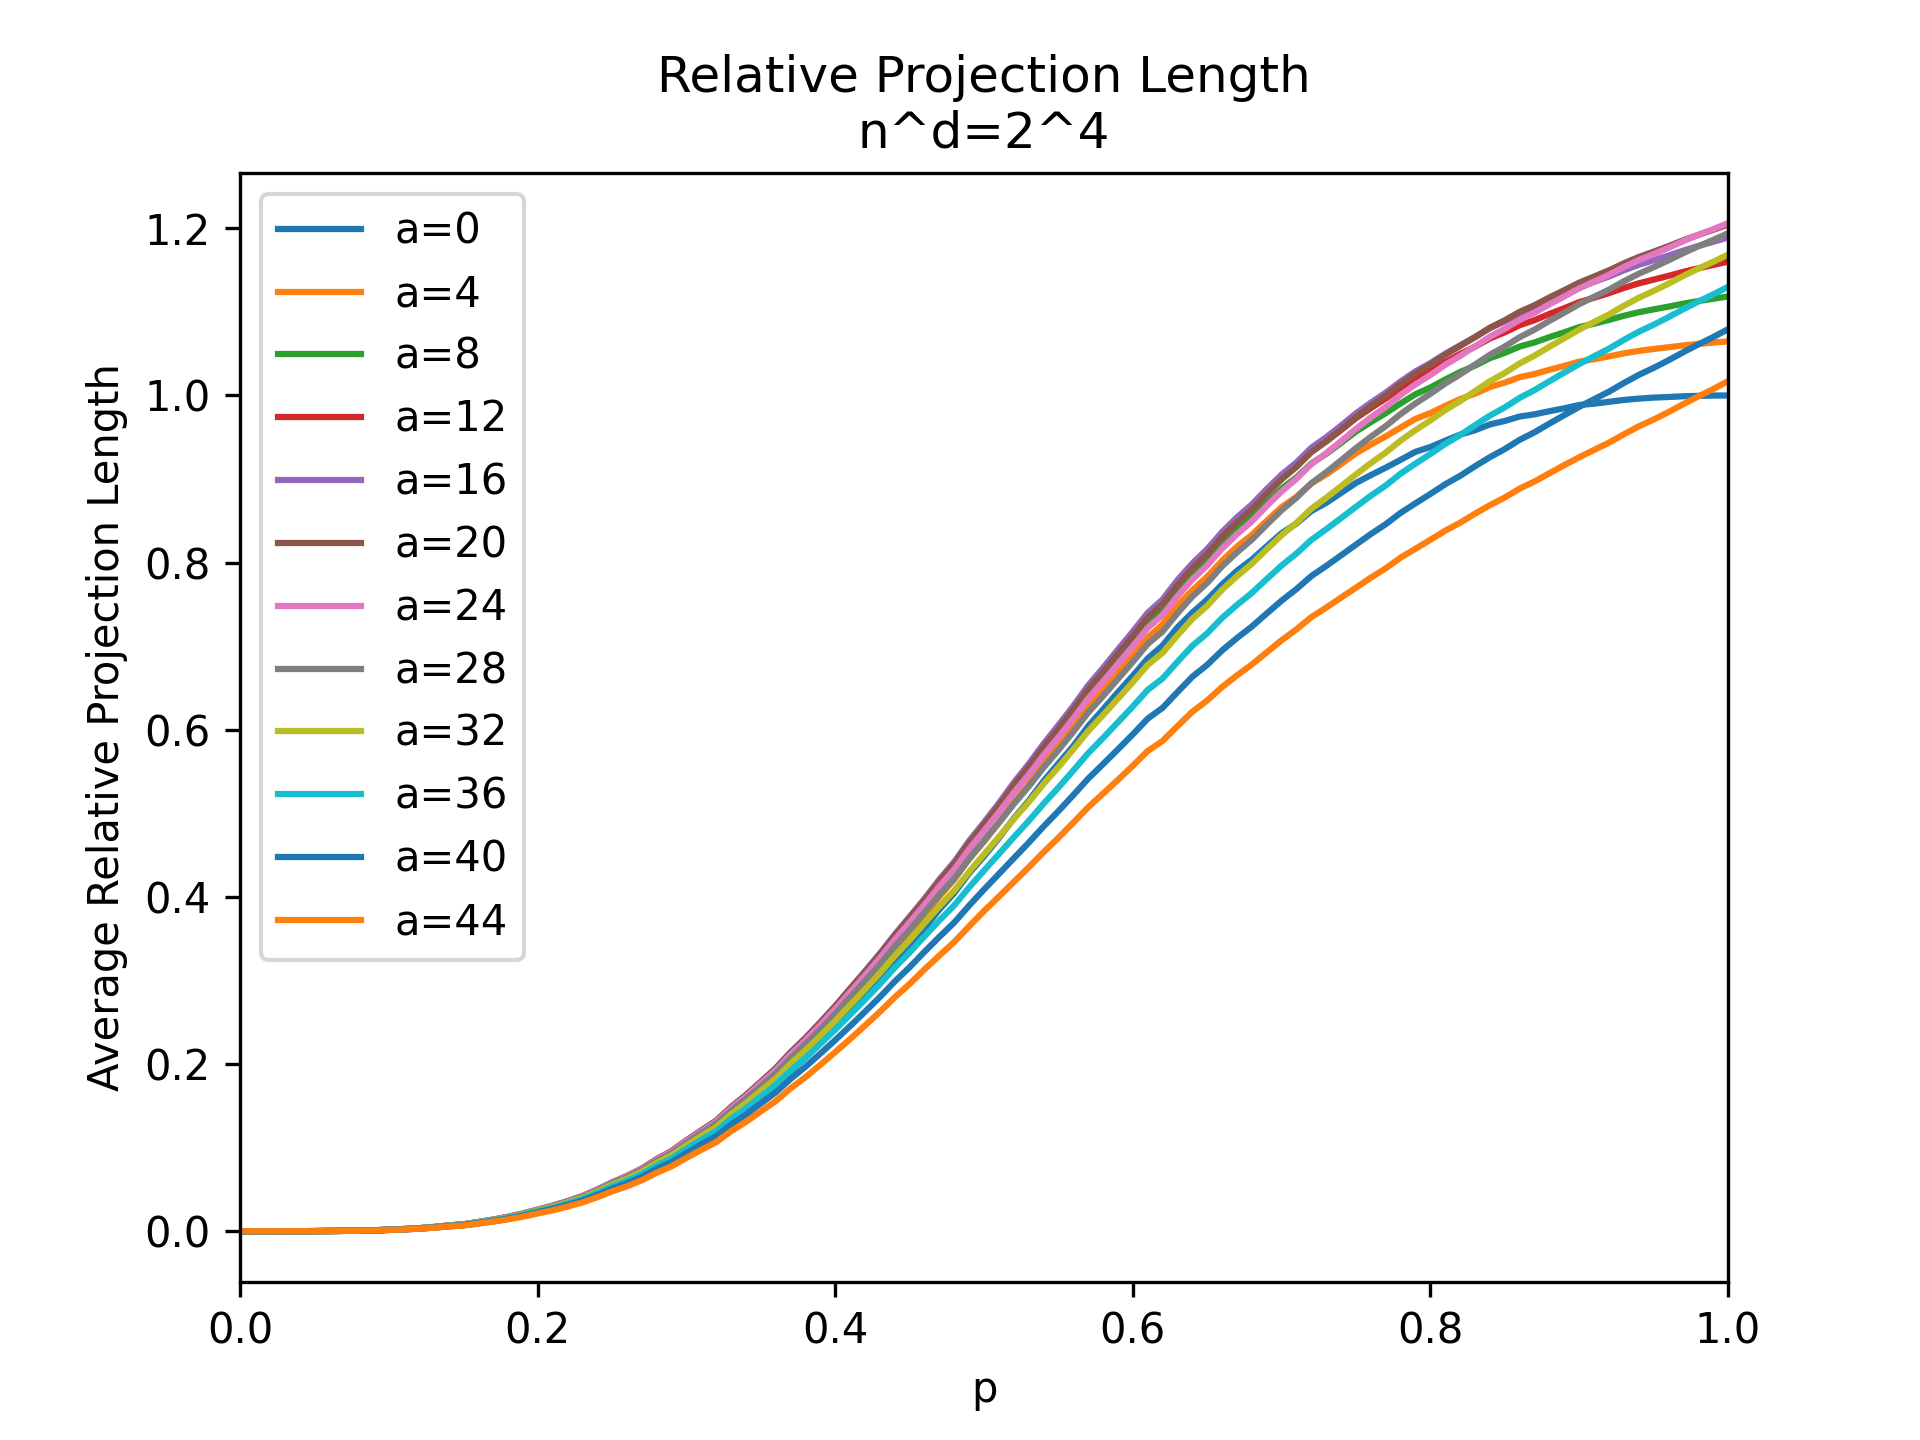 Relative Projection Length
n^d=2^4
Average Relative Projection Length
1.2
1.0
0.8
0.6
0.4
0.2
0.0
a=0
a=4
a=8
a=12
a=16
a=20
a=24
a=28
a=32
a=36
a=40
a=44
0.0 0.2 0.4 0.6 0.8 1.0
p